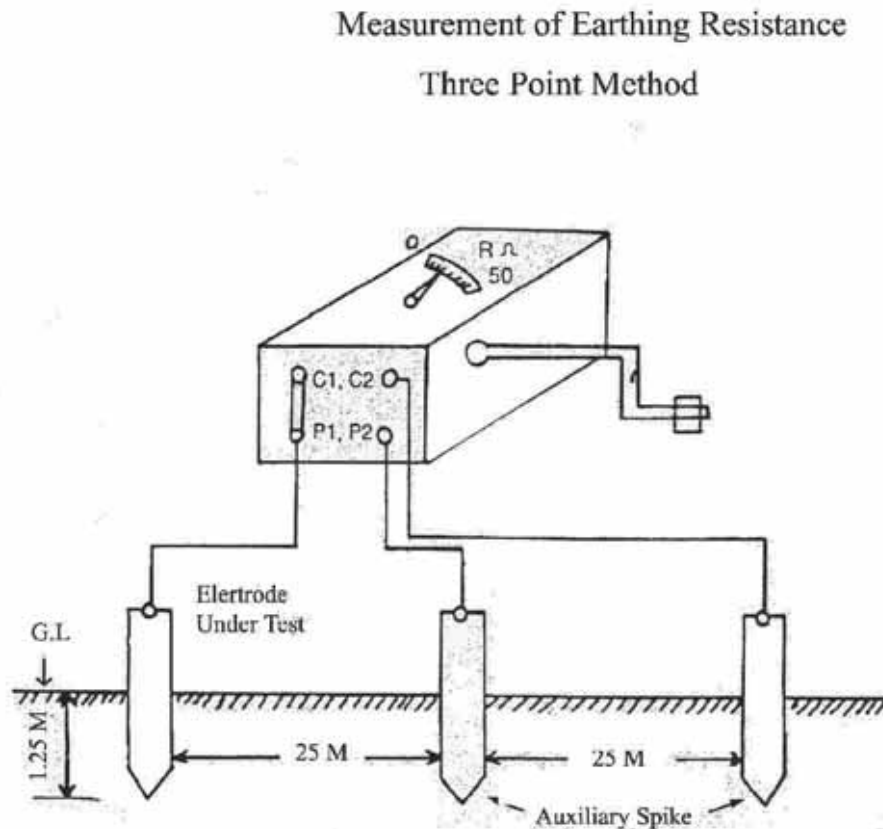 Measurement of Earthing Resistance
Three Point Method
O
R Ω
50
C1, C2
P1, P2
Elertrode
Under Test
G.L
1.25 M
25 M
25 M
Auxiliary Spike